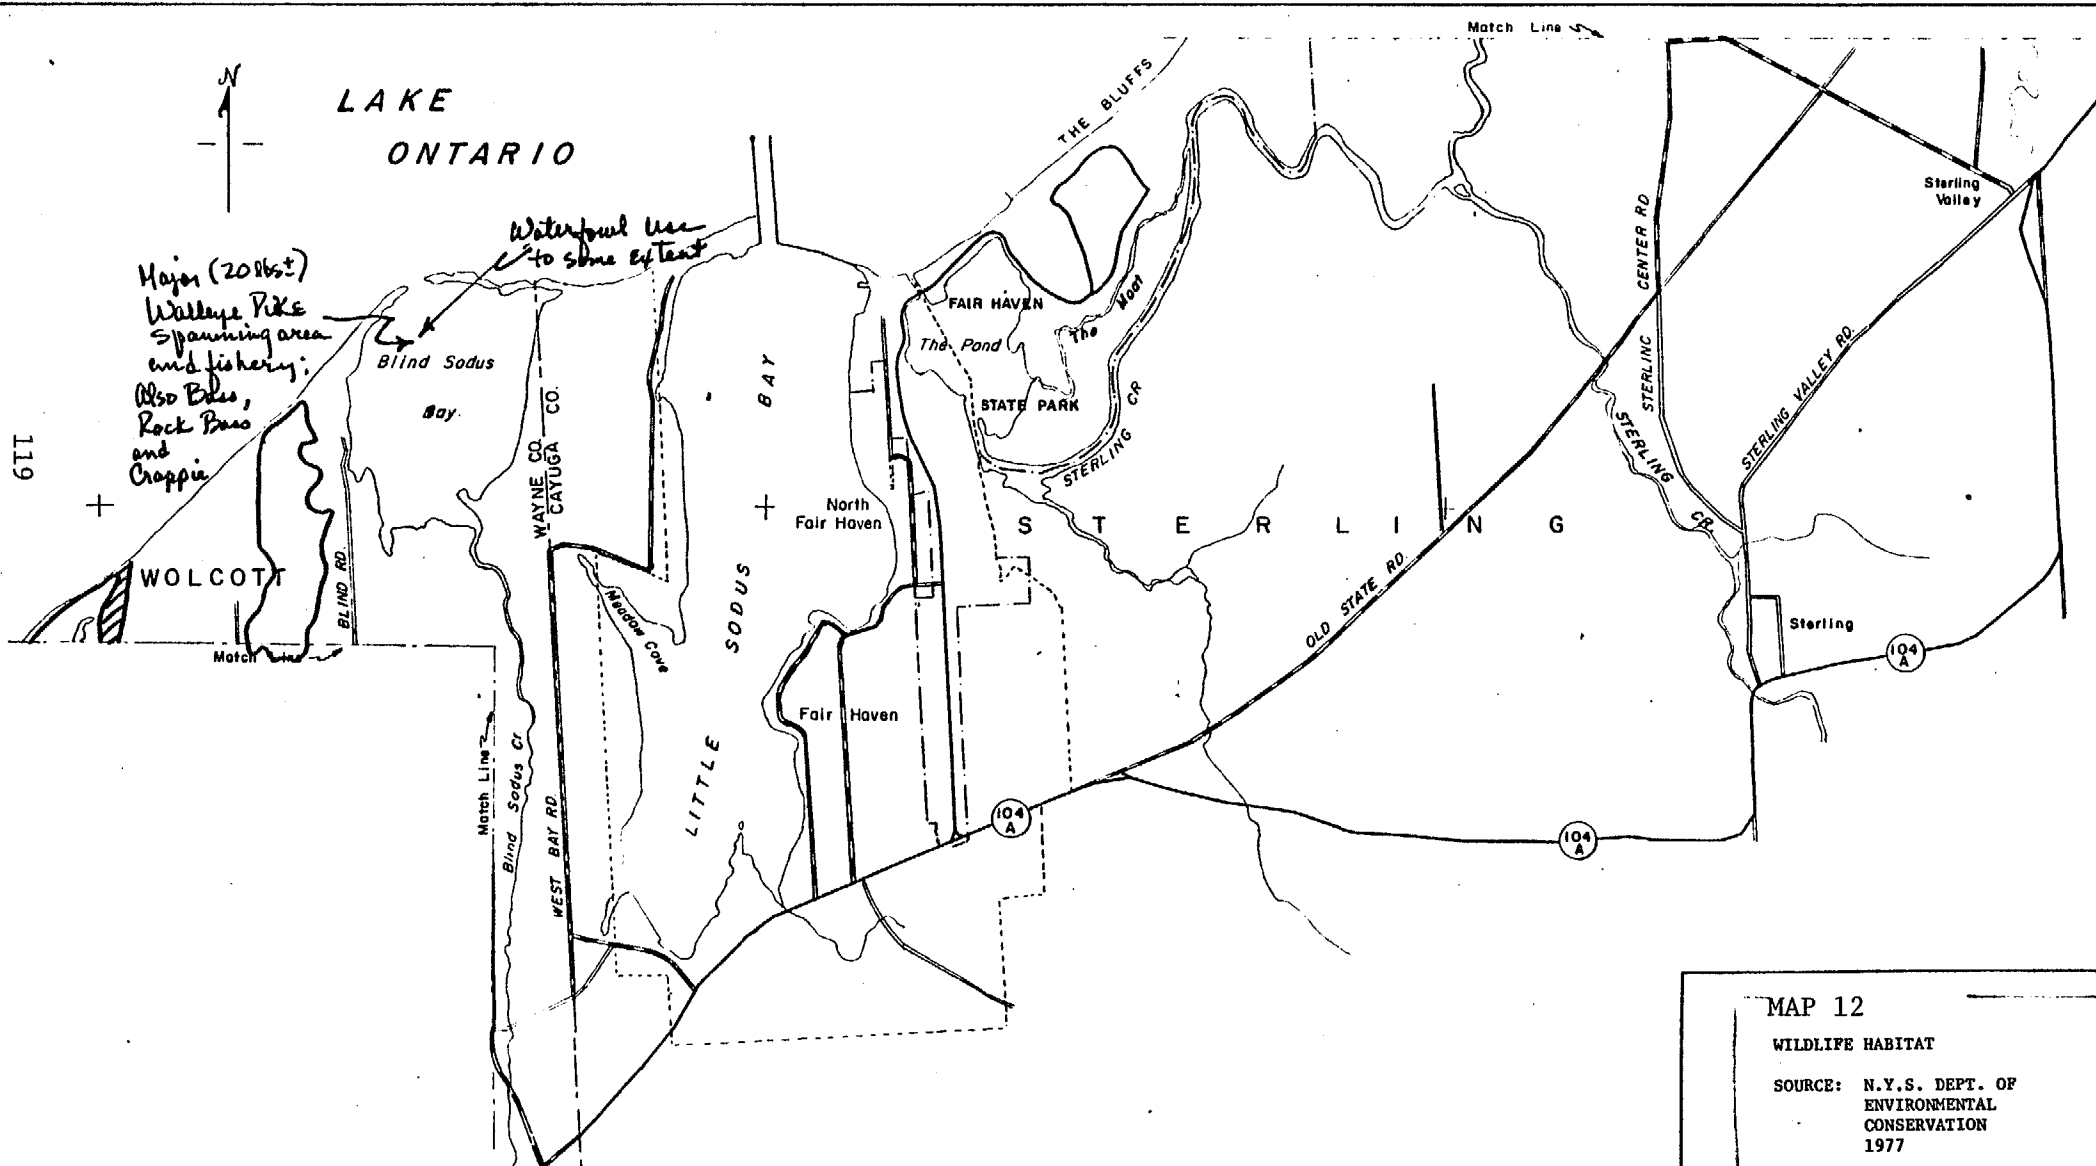 Match Line
N
LAKE
ONTARIO
THE BLUFFS
Waterfowl Use
to some Extent
Major (20 lbs±)
Walleye Pike
spawning area
and fishery;
Also Bass,
Rock Bass
and
Crappie
Blind Sodus
Bay
119
WOLCOTT
BLIND RD.
Match Line
WAYNE CO.
CAYUGA CO.
LITTLE SODUS BAY
Meadow Cove
Match Line
Blind Sodus Cr
WEST BAY RD.
FAIR HAVEN
The Pond
STATE PARK
The Moat
STERLING CR
North
Fair Haven
Fair Haven
STERLING
OLD STATE RD.
104
A
104
A
104
A
STERLING CENTER RD
STERLING VALLEY RD.
STERLING CR.
Sterling
Valley
Sterling
MAP 12
WILDLIFE HABITAT
SOURCE: N.Y.S. DEPT. OF
ENVIRONMENTAL
CONSERVATION
1977